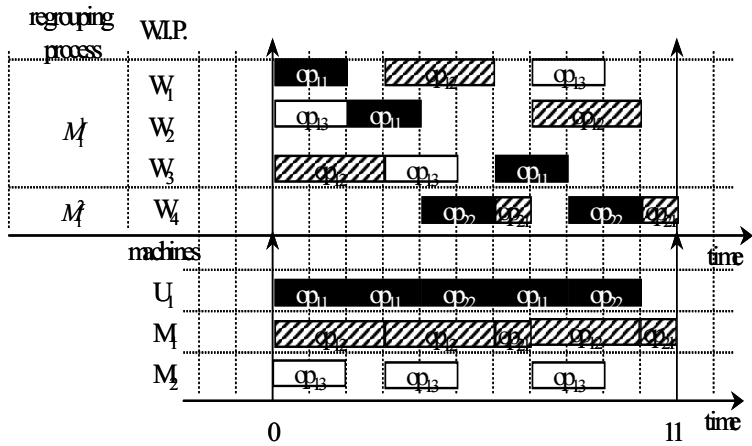 regrouping process W.I.P.
W₁ op₁₁ op₁₂ op₁₃
M₁¹ W₂ op₁₃ op₁₁ op₁₂
W₃ op₁₂ op₁₃ op₁₁
M₁² W₄ op₂₂ op₂₁ op₂₂ op₂₁
machines time
U₁ op₁₁ op₁₁ op₂₂ op₁₁ op₂₂
M₁ op₁₂ op₁₂ op₂₁ op₁₂ op₂₁
M₂ op₁₃ op₁₃ op₁₃
time
0 11